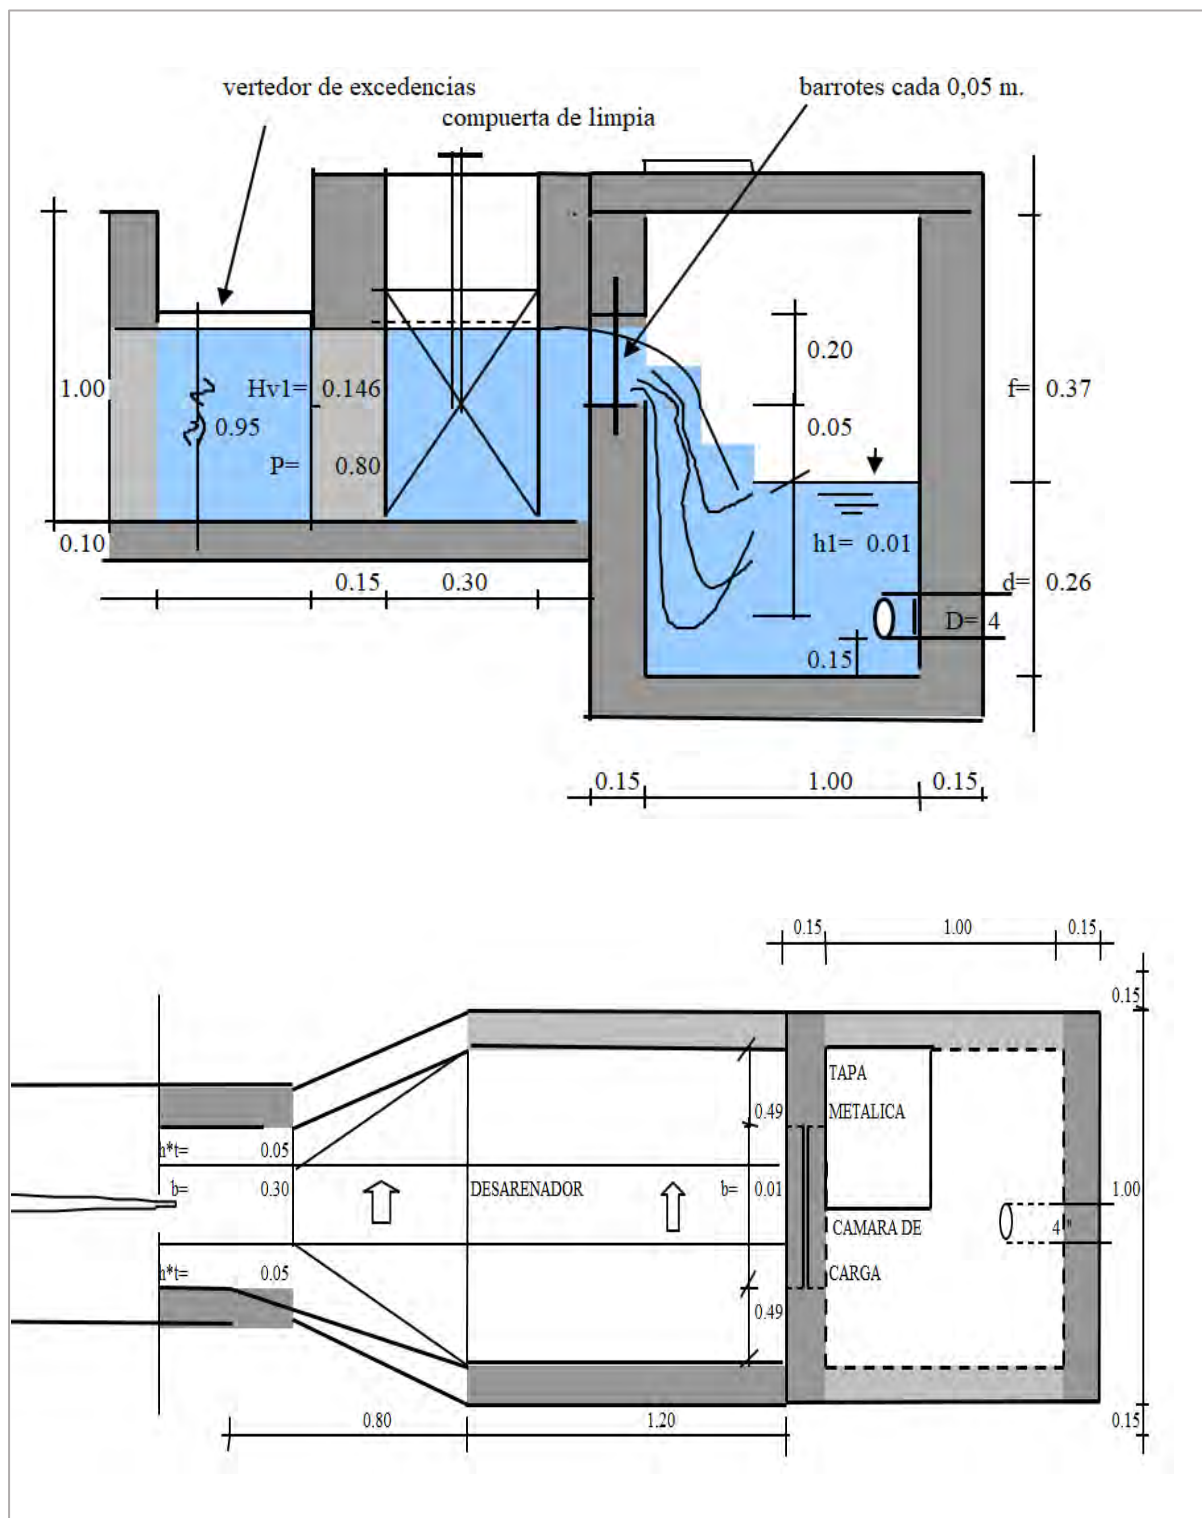 vertedor de excedencias
barrotes cada 0,05 m.
compuerta de limpia
0.20
1.00
Hv1= 0.146
f= 0.37
0.95
0.05
P= 0.80
0.10
h1= 0.01
0.15 0.30
d= 0.26
D= 4
0.15
0.15 1.00 0.15
0.15 1.00 0.15
0.15
TAPA
METALICA
0.49
h*t= 0.05
b= 0.30
DESARENADOR
b= 0.01
1.00
CAMARA DE
4 "
CARGA
h*t= 0.05
0.49
0.80 1.20
0.15